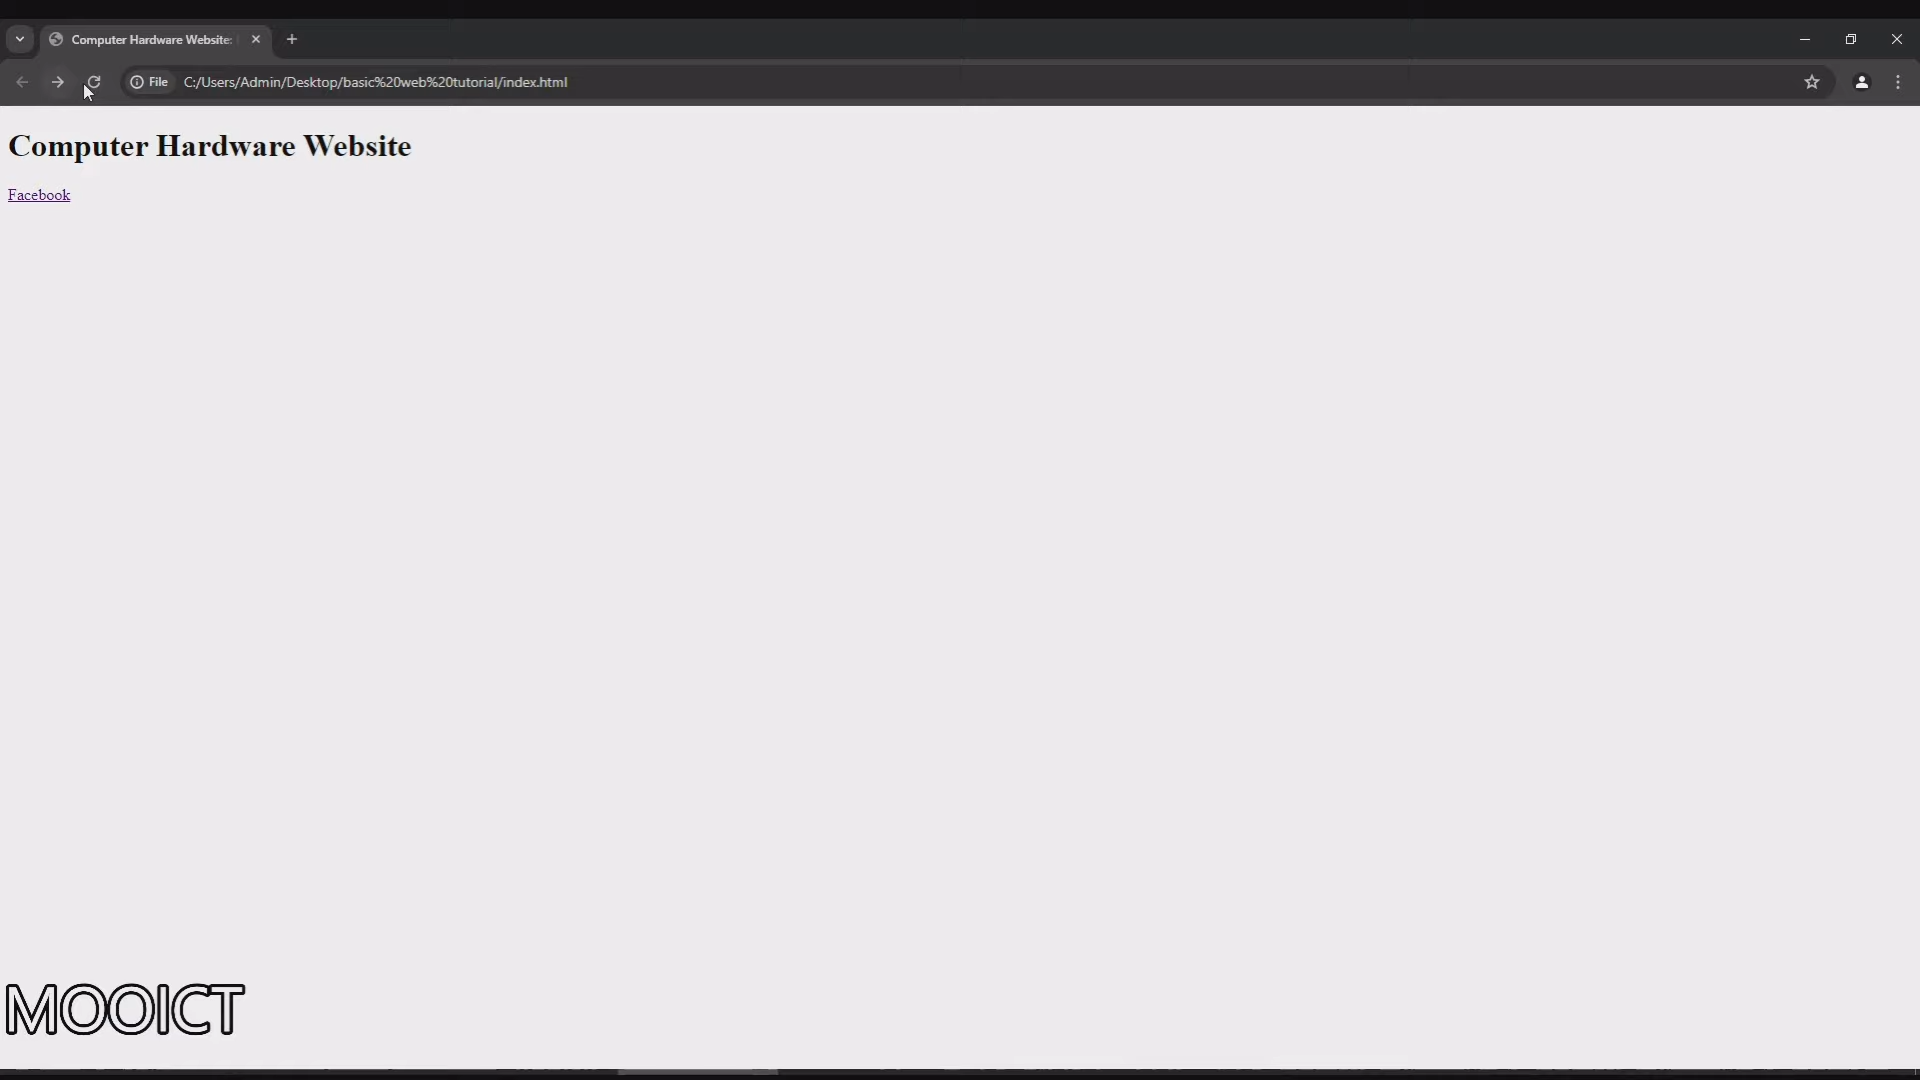 Computer Hardware Website:
File C:/Users/Admin/Desktop/basic%20web%20tutorial/index.html
Computer Hardware Website
Facebook
MOOICT